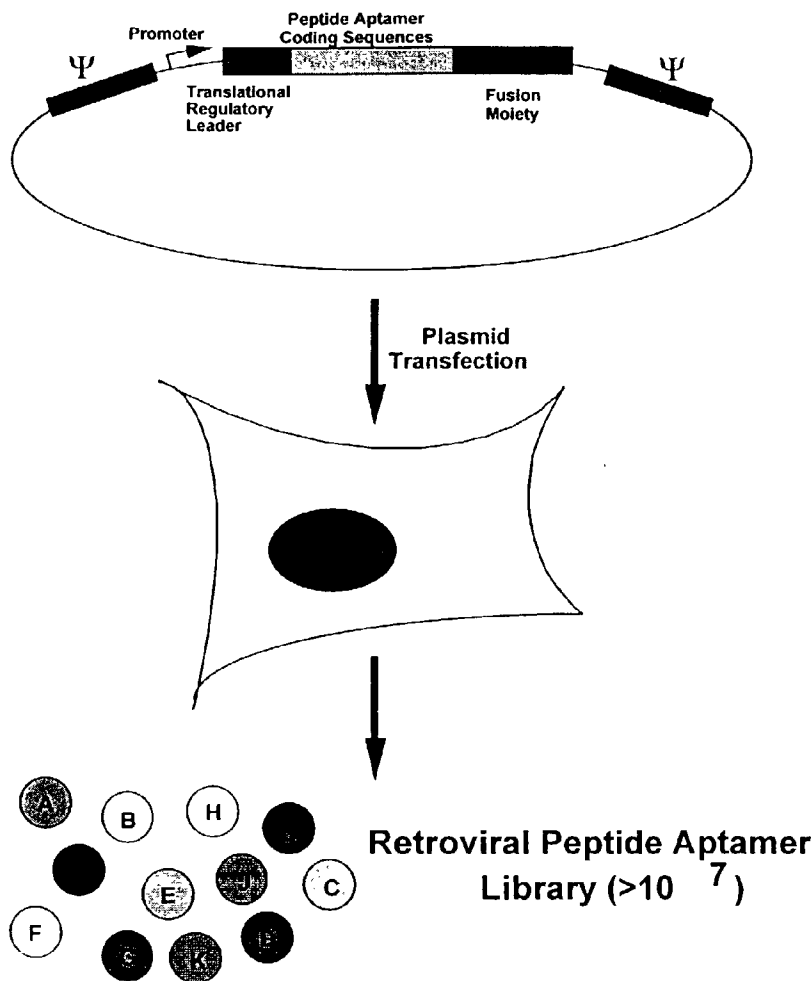 Peptide Aptamer
Coding Sequences
Promoter
Ψ
Ψ
Translational
Regulatory
Leader
Fusion
Moiety
Plasmid
Transfection
A
B
H
E
J
C
F
K
Retroviral Peptide Aptamer
Library (>10 7)